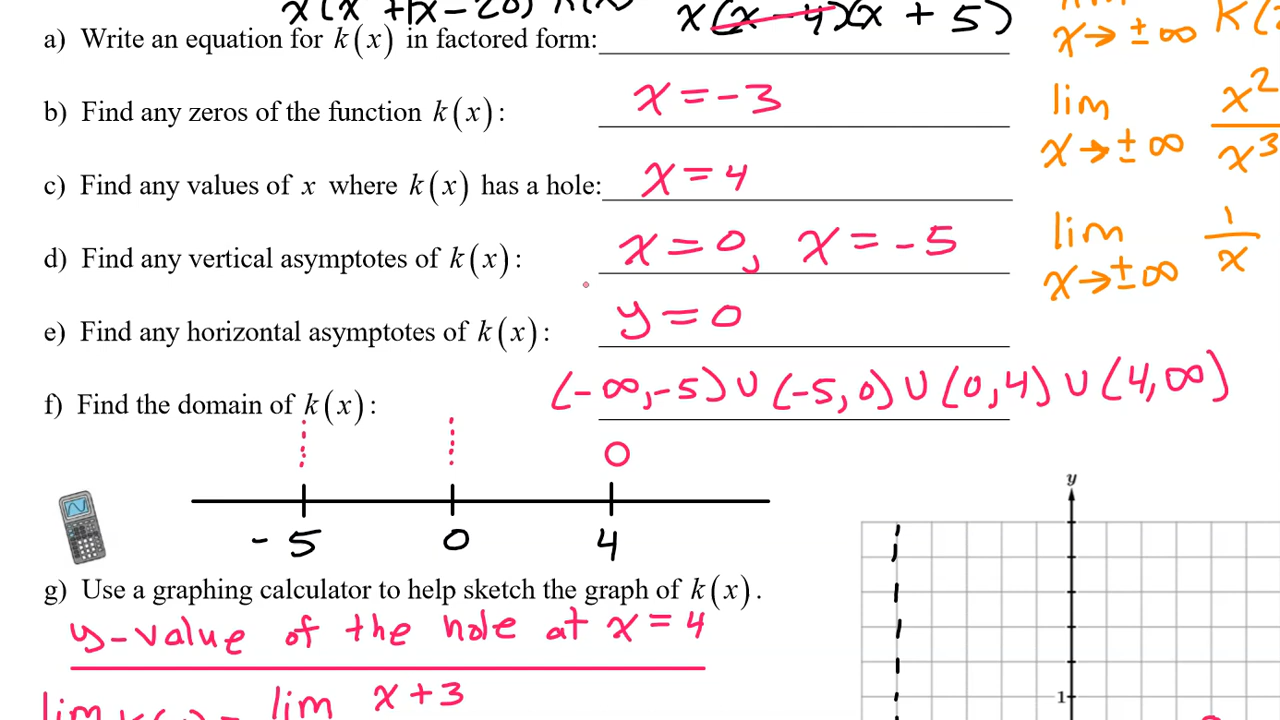 x(x + 5)
a) Write an equation for k(x) in factored form:
x→ ± ∞
b) Find any zeros of the function k(x): x = -3
lim x→ ± ∞ x² / x³
c) Find any values of x where k(x) has a hole: x = 4
d) Find any vertical asymptotes of k(x): x = 0, x = -5
lim x→ ± ∞ 1 / x
e) Find any horizontal asymptotes of k(x): y = 0
f) Find the domain of k(x): (-∞,-5) ∪ (-5,0) ∪ (0,4) ∪ (4,∞)
y
-5 0 4
g) Use a graphing calculator to help sketch the graph of k(x).
y-value of the hole at x = 4
lim x+3
1